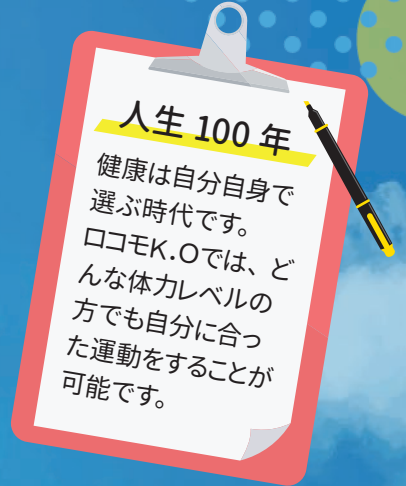 人生 100 年
健康は自分自身で
選ぶ時代です。
ロコモK.Oでは、ど
んな体力レベルの
方でも自分に合っ
た運動をすることが
可能です。